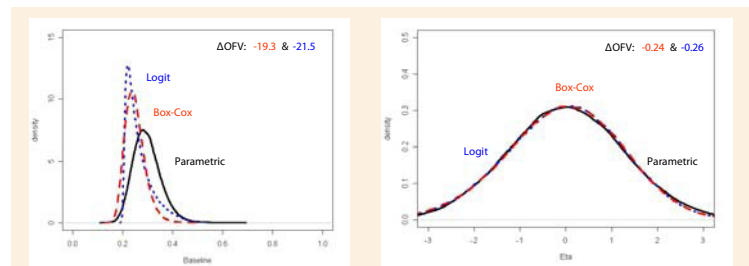 ΔOFV: -19.3 & -21.5
Logit
Box-Cox
Parametric
density
15
10
5
0
0.0 0.2 0.4 0.6 0.8 1.0
Baseline
ΔOFV: -0.24 & -0.26
Box-Cox
Logit
Parametric
density
0.5
0.4
0.3
0.2
0.1
0.0
-3 -2 -1 0 1 2 3
Eta